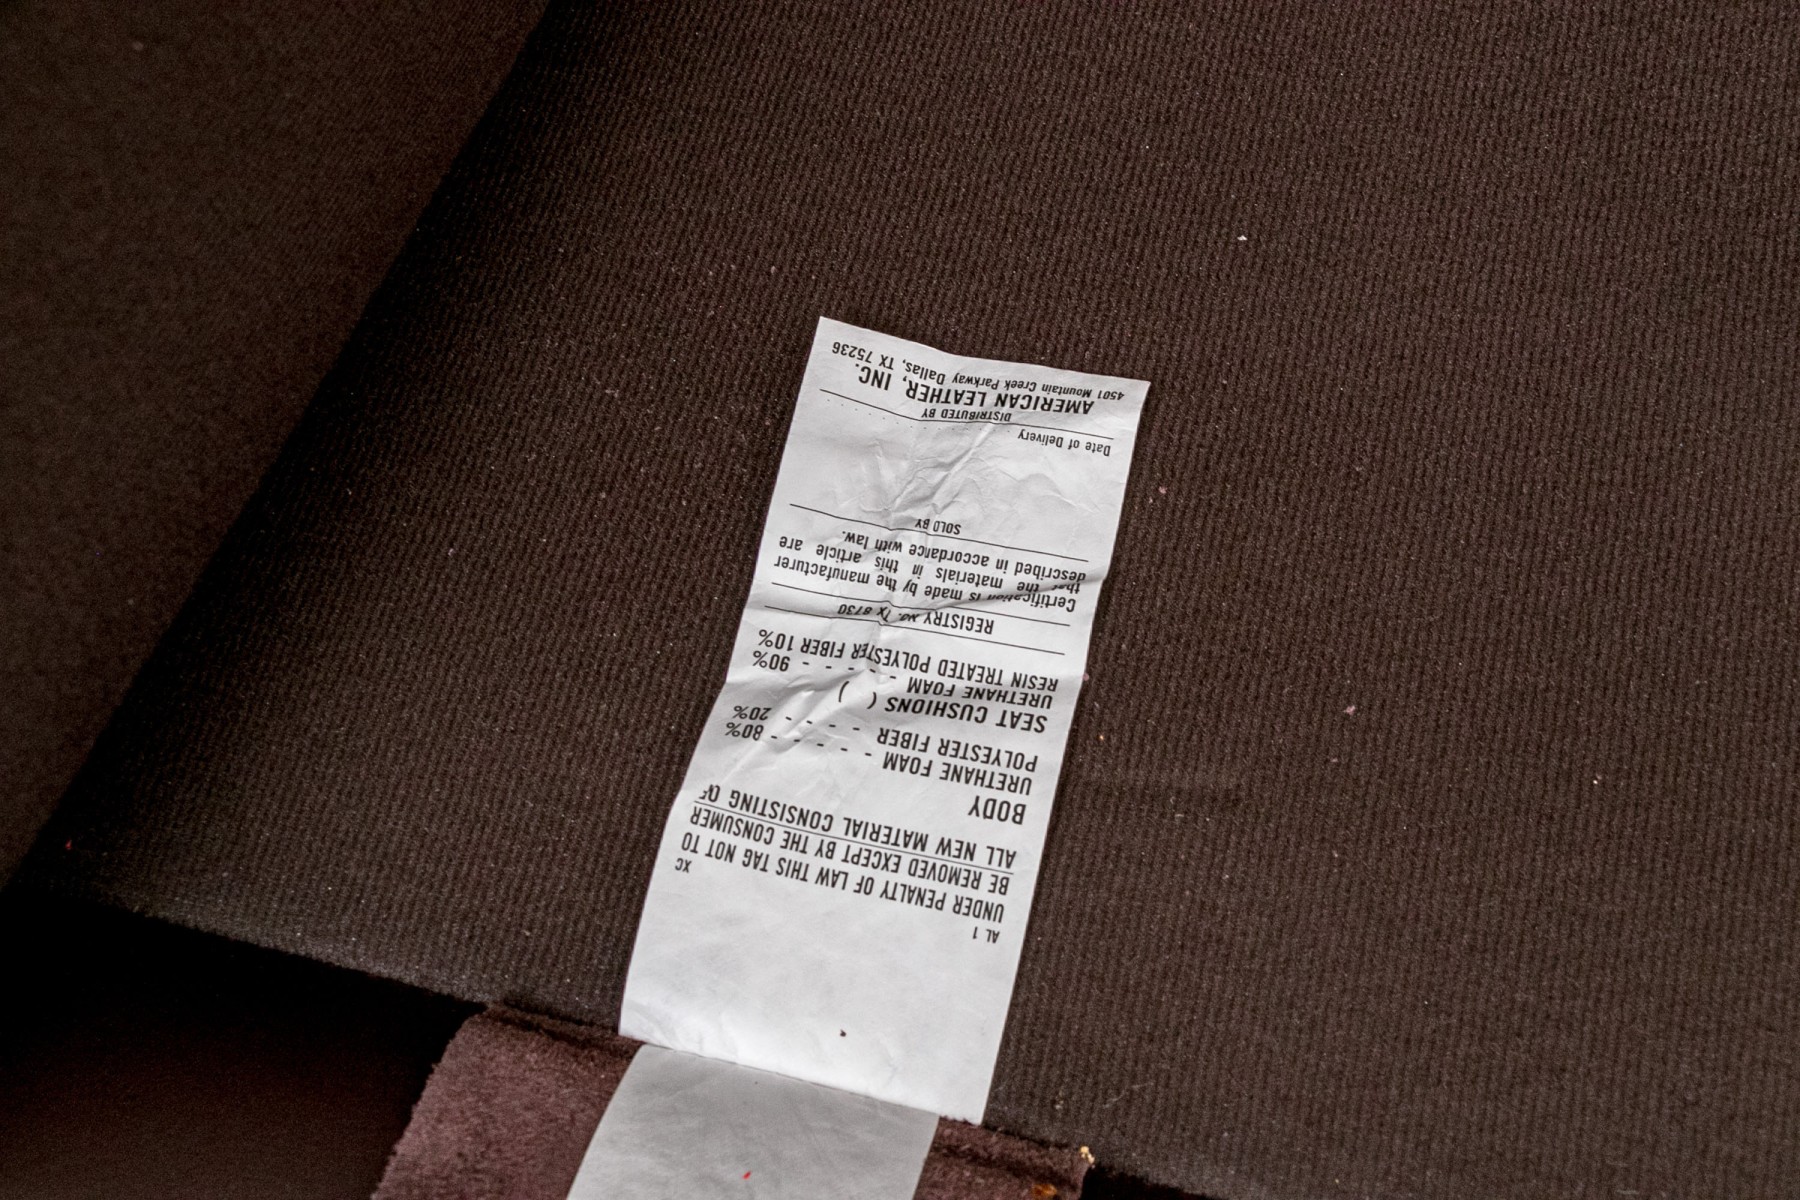 AL 1
UNDER PENALTY OF LAW THIS TAG NOT TO XC
BE REMOVED EXCEPT BY THE CONSUMER
ALL NEW MATERIAL CONSISTING OF
BODY
URETHANE FOAM - - - - - - 80%
POLYESTER FIBER - - - - - 20%
SEAT CUSHIONS ( )
URETHANE FOAM - - - - - 90%
RESIN TREATED POLYESTER FIBER 10%
REGISTRY NO. Tx 8730
Certification is made by the manufacturer
that the materials in this article are
described in accordance with law.
SOLD BY
Date of Delivery
DISTRIBUTED BY
AMERICAN LEATHER, INC.
4501 Mountain Creek Parkway Dallas, TX 75236